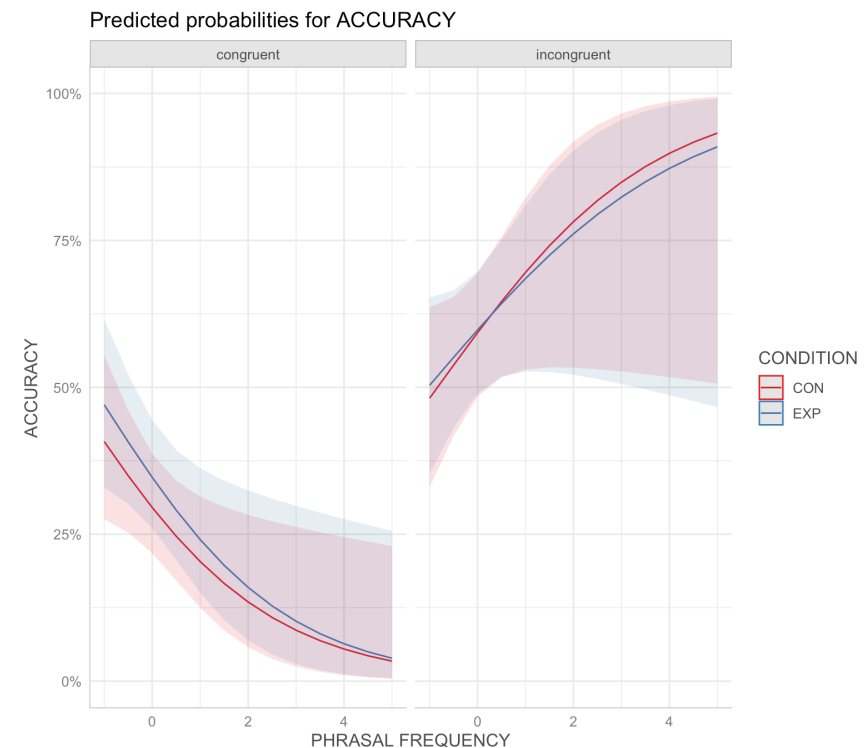 Predicted probabilities for ACCURACY
congruent
incongruent
100%
75%
50%
25%
0%
ACCURACY
0 2 4
0 2 4
PHRASAL FREQUENCY
CONDITION
CON
EXP